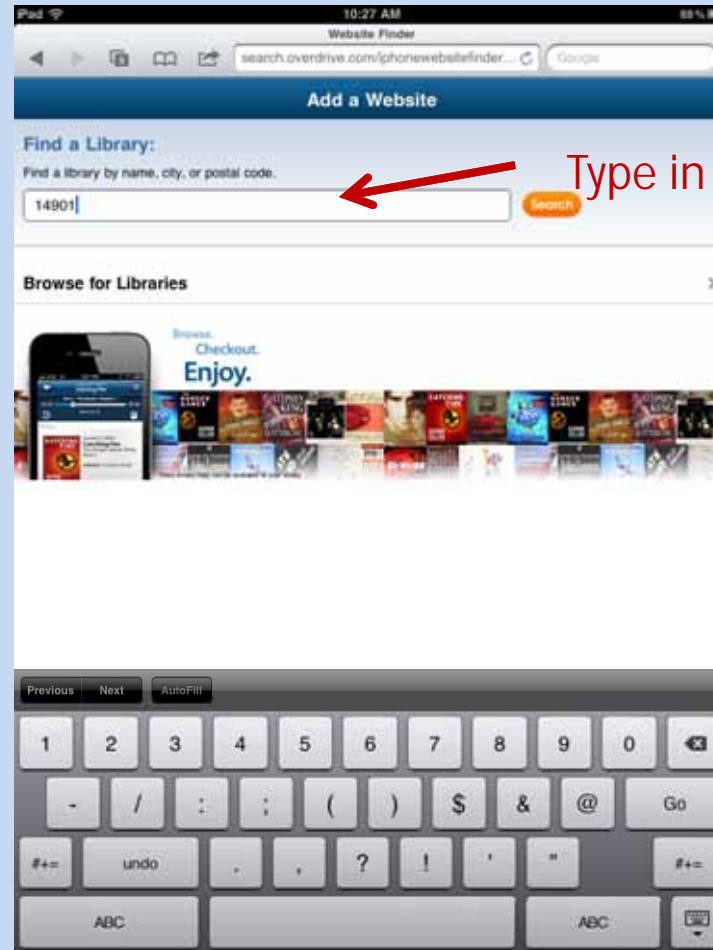 iPad 10:27 AM 89%
Website Finder
search.overdrive.com/iphonewebsitefinder... Google
Add a Website
Find a Library:
Find a library by name, city, or postal code.
Type in
14901 Search
Browse for Libraries
Browse.
Checkout.
Enjoy.
Previous Next AutoFill
1 2 3 4 5 6 7 8 9 0
- / : ; ( ) $ & @ Go
#+= undo . , ? ! ' " #+=
ABC ABC